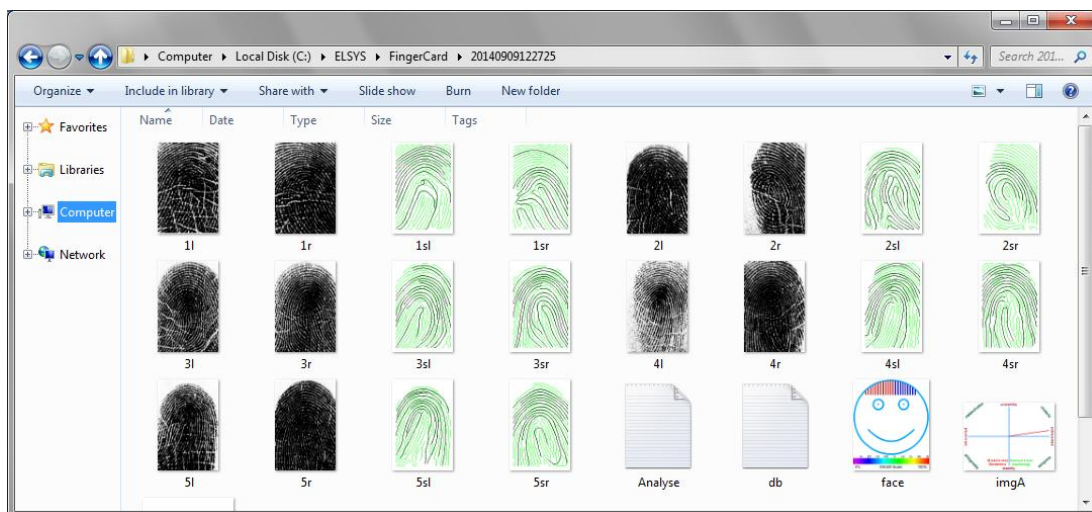 Computer Local Disk (C:) ELSYS FingerCard 20140909122725 Search 201...
Organize Include in library Share with Slide show Burn New folder
Name Date Type Size Tags
Favorites
Libraries
Computer
Network
1l 1r 1sl 1sr 2l 2r 2sl 2sr
3l 3r 3sl 3sr 4l 4r 4sl 4sr
5l 5r 5sl 5sr Analyse db face imgA